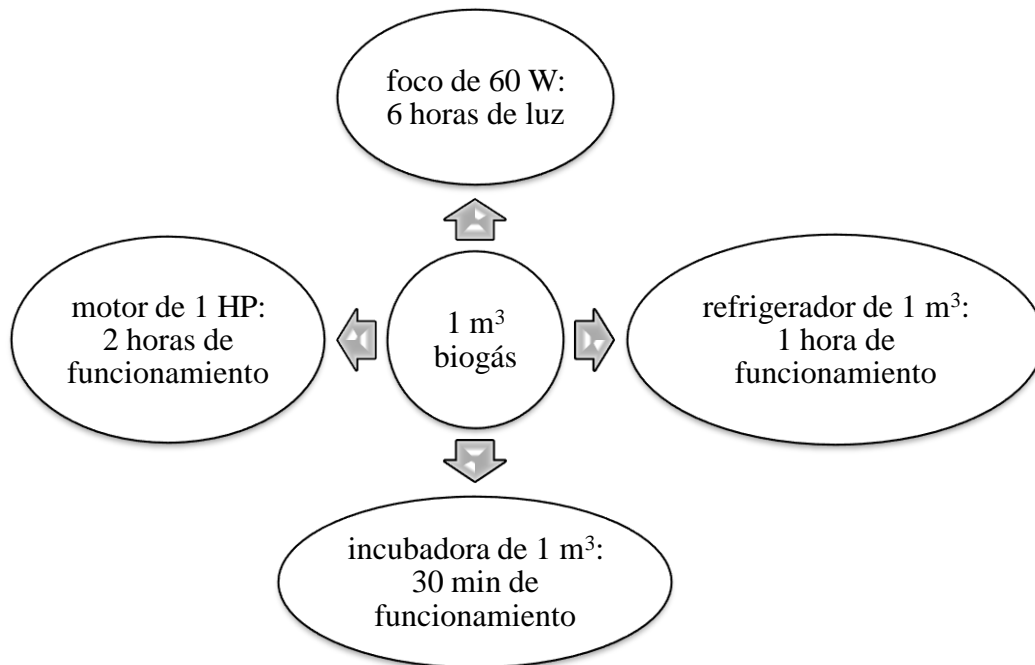 foco de 60 W:
6 horas de luz
motor de 1 HP:
2 horas de
funcionamiento
1 m³
biogás
refrigerador de 1 m³:
1 hora de
funcionamiento
incubadora de 1 m³:
30 min de
funcionamiento